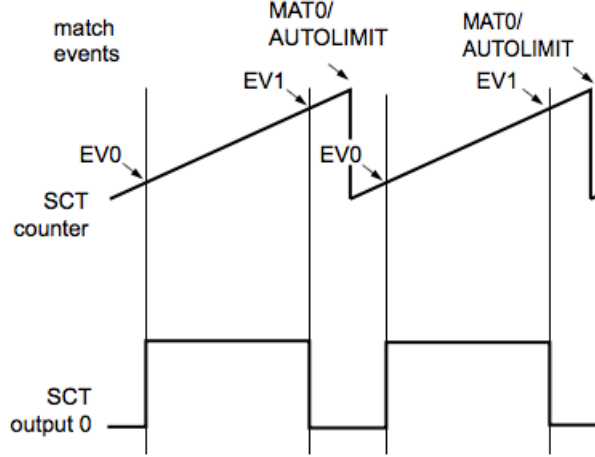 match
events
MAT0/
AUTOLIMIT
MAT0/
AUTOLIMIT
EV1
EV1
EV0
EV0
SCT
counter
SCT
output 0